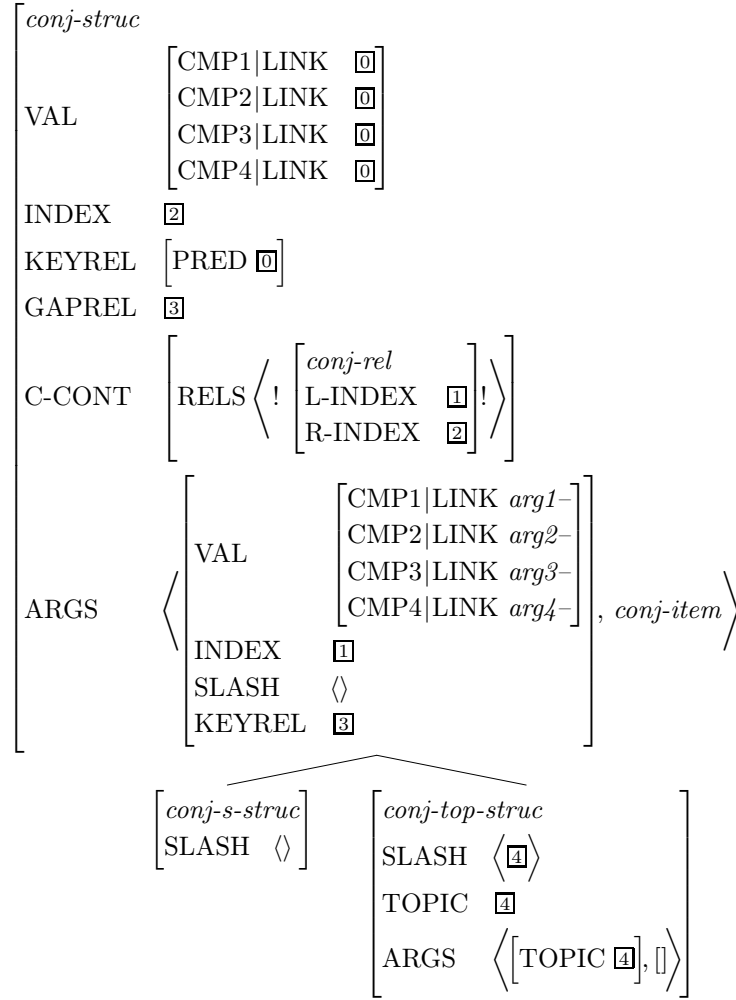 conj-struc
VAL
CMP1|LINK 0
CMP2|LINK 0
CMP3|LINK 0
CMP4|LINK 0
INDEX 2
KEYREL [PRED 0]
GAPREL 3
C-CONT [RELS ⟨! [conj-rel L-INDEX 1 R-INDEX 2] !⟩]
ARGS ⟨
VAL
CMP1|LINK arg1–
CMP2|LINK arg2–
CMP3|LINK arg3–
CMP4|LINK arg4–
INDEX 1
SLASH ⟨⟩
KEYREL 3
, conj-item ⟩
conj-s-struc
SLASH ⟨⟩
conj-top-struc
SLASH ⟨4⟩
TOPIC 4
ARGS ⟨[TOPIC 4], []⟩